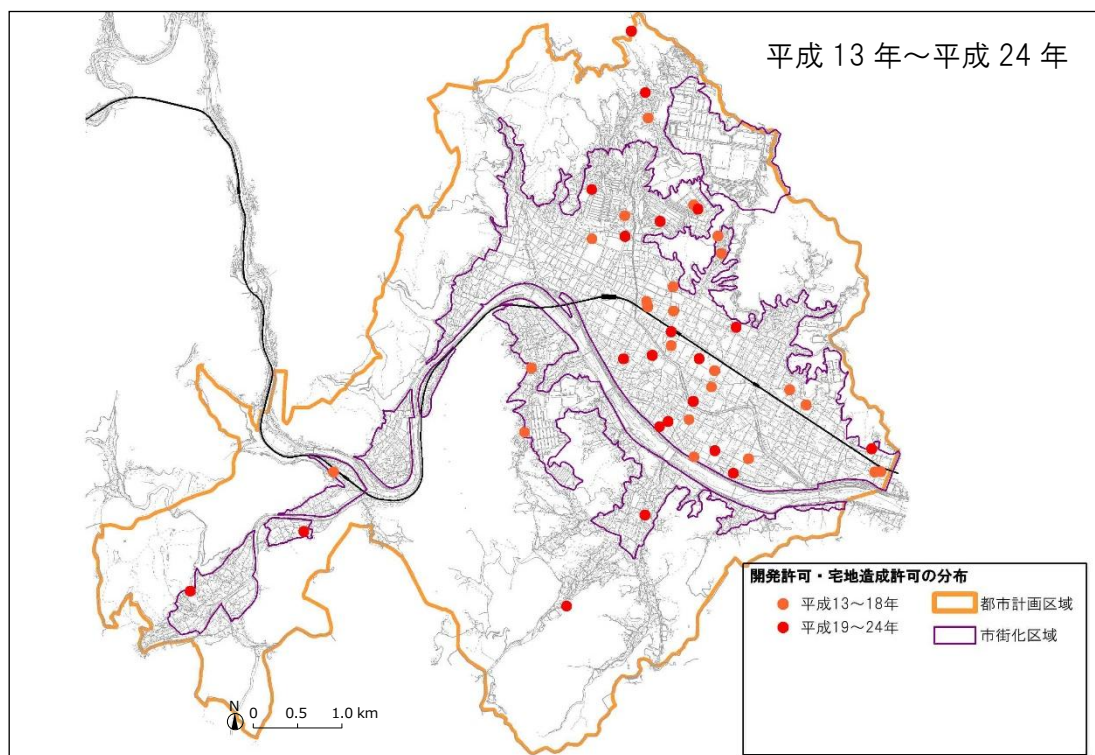 平成 13 年～平成 24 年
開発許可・宅地造成許可の分布
平成13～18年
都市計画区域
平成19～24年
市街化区域
N
0 0.5 1.0 km